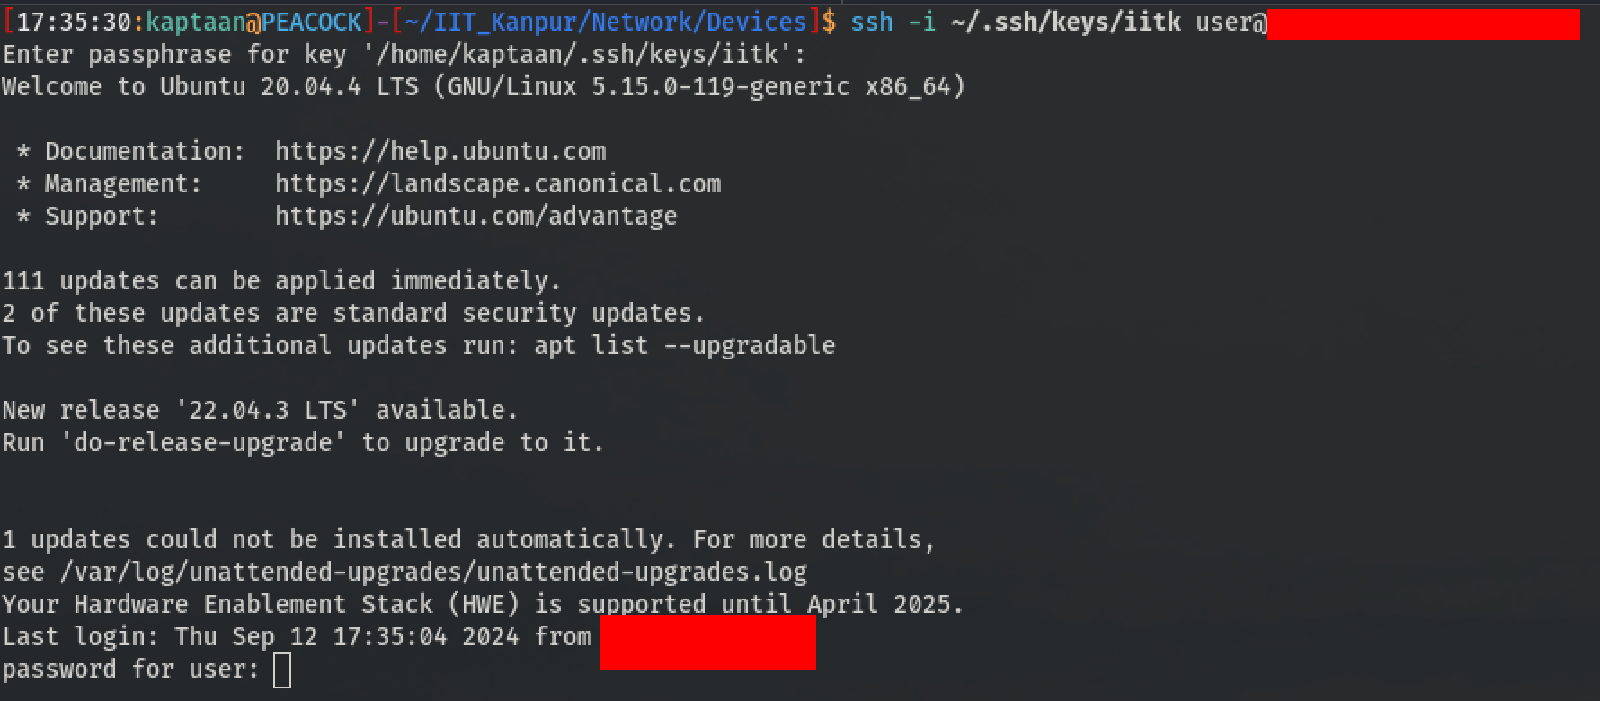 [17:35:30:kaptaan@PEACOCK]-[~/IIT_Kanpur/Network/Devices]$ ssh -i ~/.ssh/keys/iitk user@
Enter passphrase for key '/home/kaptaan/.ssh/keys/iitk':
Welcome to Ubuntu 20.04.4 LTS (GNU/Linux 5.15.0-119-generic x86_64)
* Documentation:  https://help.ubuntu.com
* Management:     https://landscape.canonical.com
* Support:        https://ubuntu.com/advantage
111 updates can be applied immediately.
2 of these updates are standard security updates.
To see these additional updates run: apt list --upgradable
New release '22.04.3 LTS' available.
Run 'do-release-upgrade' to upgrade to it.
1 updates could not be installed automatically. For more details,
see /var/log/unattended-upgrades/unattended-upgrades.log
Your Hardware Enablement Stack (HWE) is supported until April 2025.
Last login: Thu Sep 12 17:35:04 2024 from
password for user: